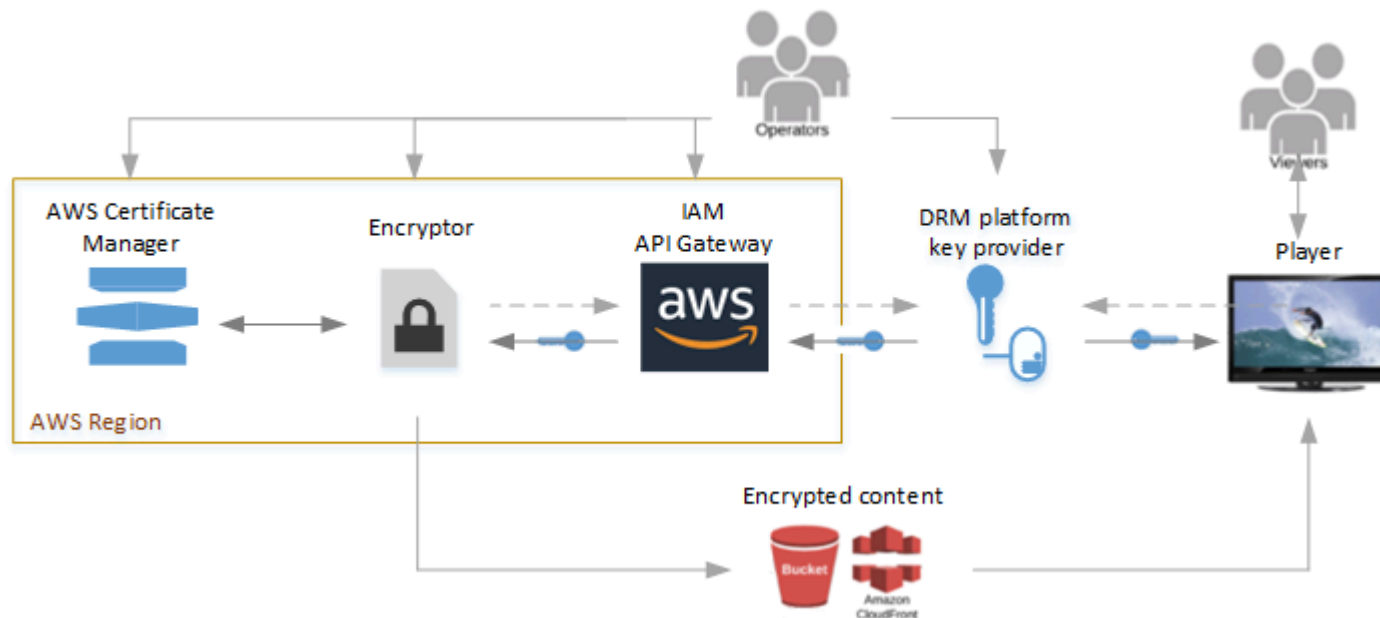 Operators
Viewers
AWS Certificate
Manager
Encryptor
IAM
API Gateway
aws
DRM platform
key provider
Player
AWS Region
Encrypted content
Bucket
Amazon
CloudFront